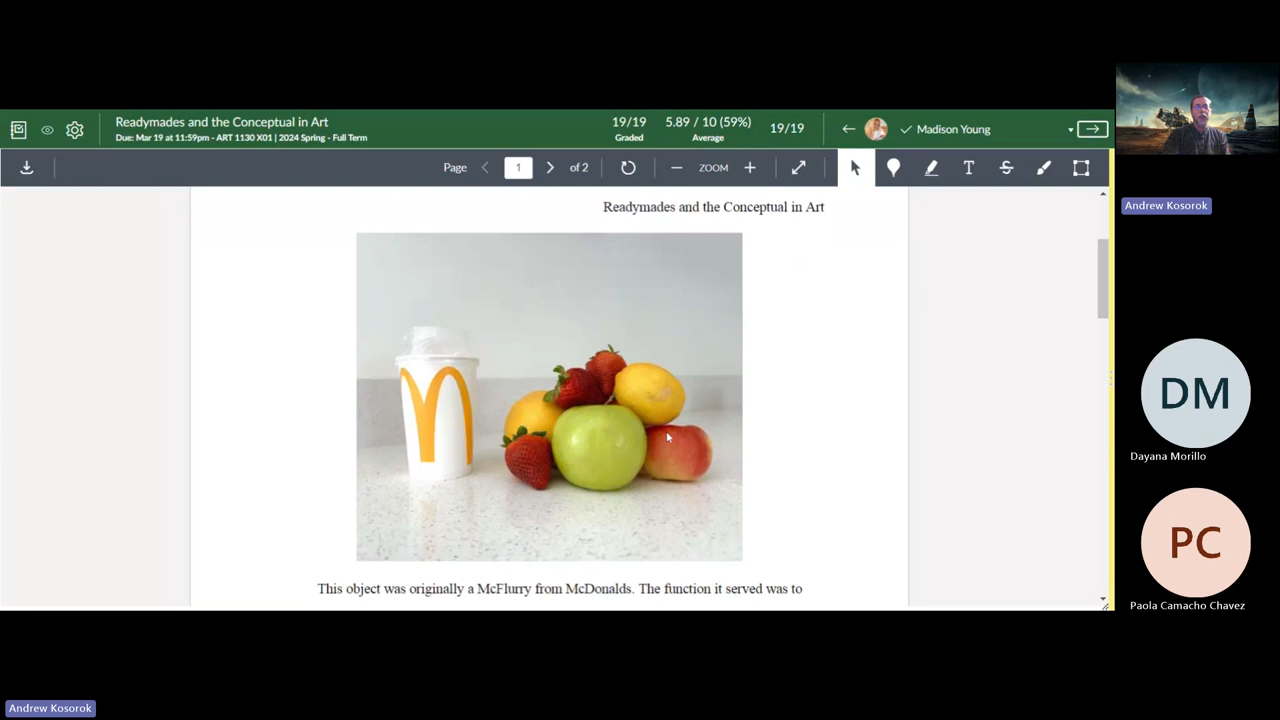 Readymades and the Conceptual in Art
Due: Mar 19 at 11:59pm - ART 1130 X01 | 2024 Spring - Full Term
19/19
Graded
5.89 / 10 (59%)
Average
19/19
Madison Young
Page
1
of 2
ZOOM
T
S
Readymades and the Conceptual in Art
This object was originally a McFlurry from McDonalds. The function it served was to
Andrew Kosorok
DM
Dayana Morillo
PC
Paola Camacho Chavez
Andrew Kosorok